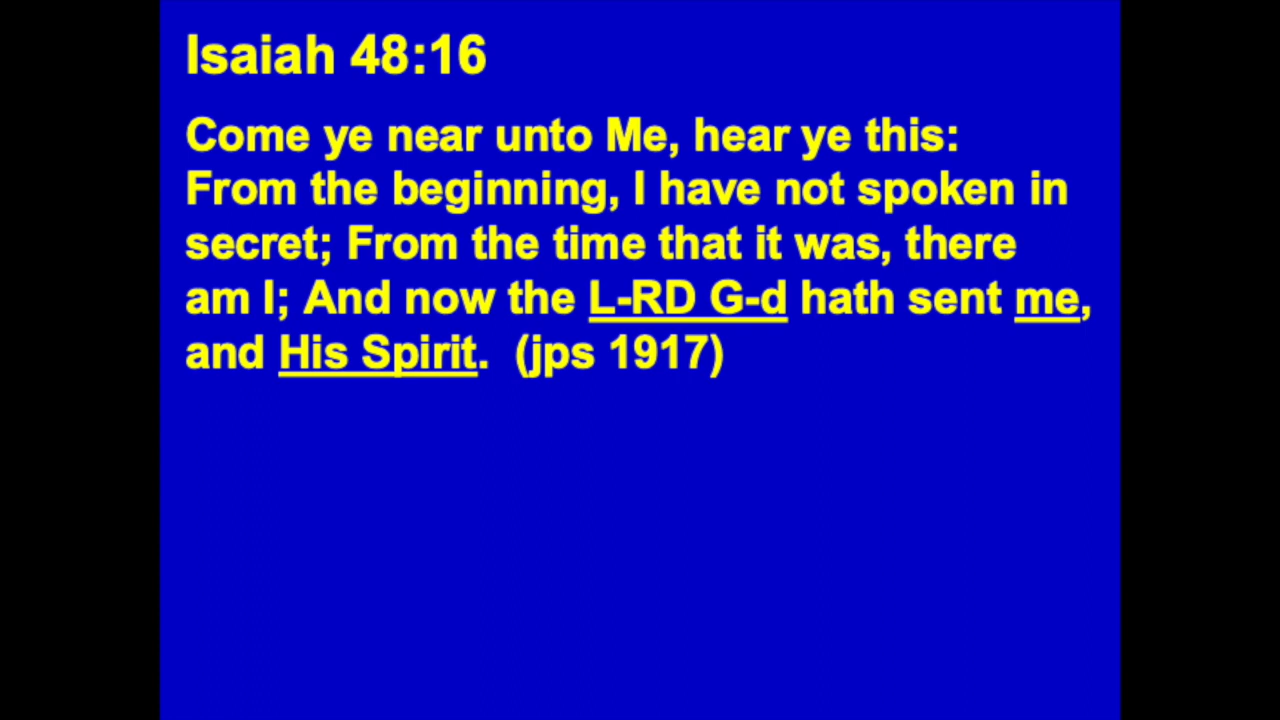 Isaiah 48:16
Come ye near unto Me, hear ye this:
From the beginning, I have not spoken in
secret; From the time that it was, there
am I; And now the L-RD G-d hath sent me,
and His Spirit.  (jps 1917)